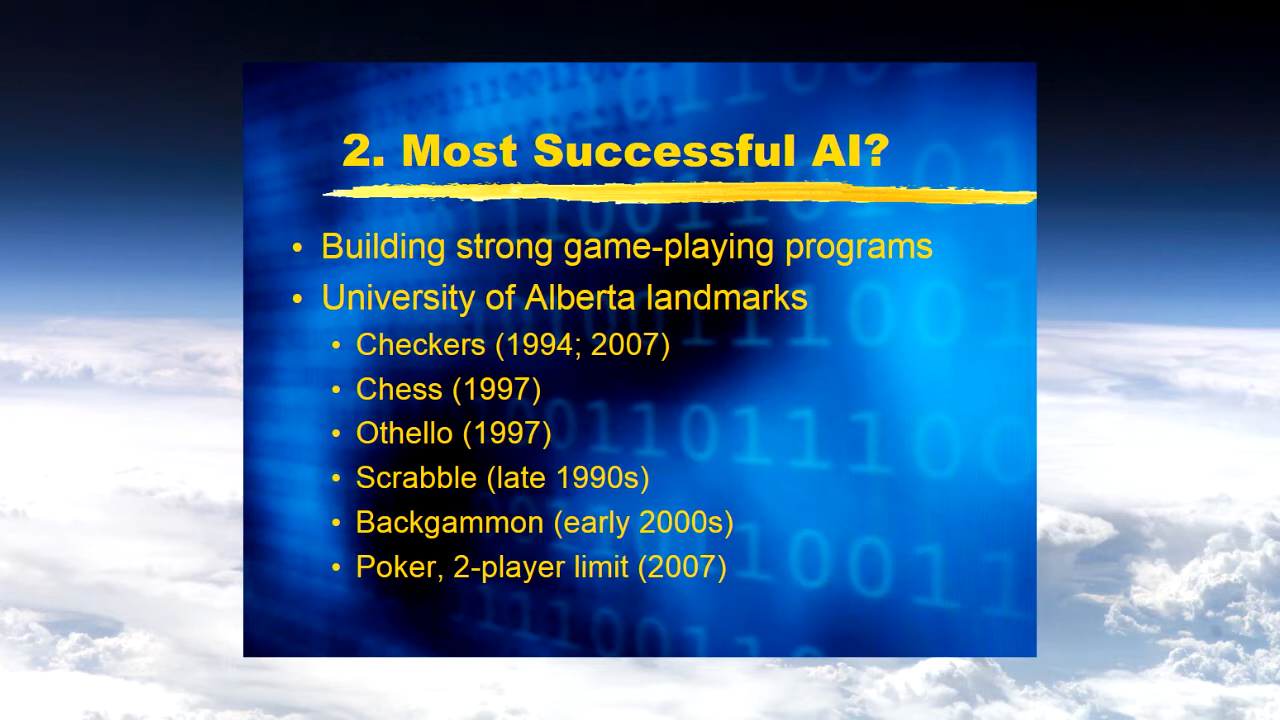 2. Most Successful AI?
• Building strong game-playing programs
• University of Alberta landmarks
• Checkers (1994; 2007)
• Chess (1997)
• Othello (1997)
• Scrabble (late 1990s)
• Backgammon (early 2000s)
• Poker, 2-player limit (2007)